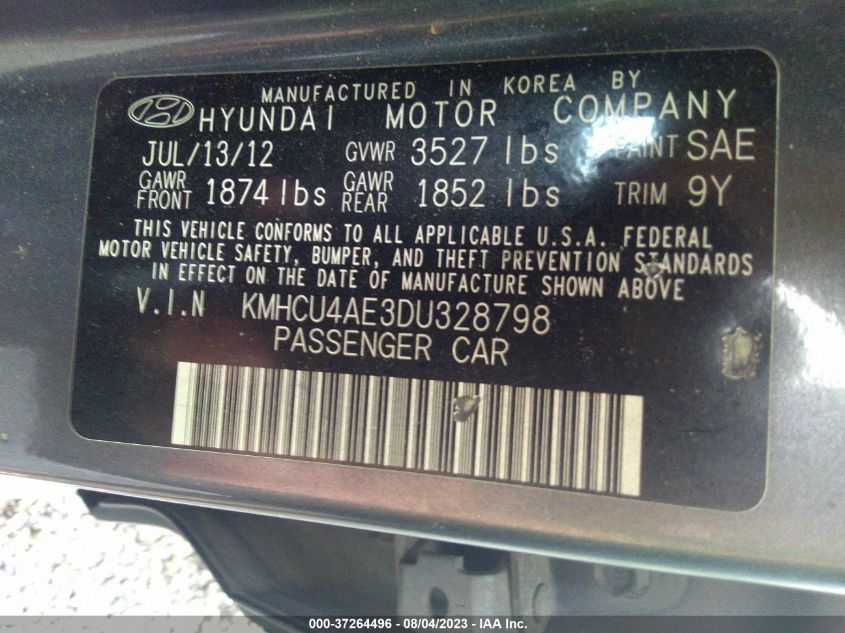 MANUFACTURED IN KOREA BY
HYUNDAI MOTOR COMPANY
JUL/13/12 GVWR 3527 lbs PAINT SAE
GAWR FRONT 1874 lbs GAWR REAR 1852 lbs TRIM 9Y
THIS VEHICLE CONFORMS TO ALL APPLICABLE U.S.A. FEDERAL
MOTOR VEHICLE SAFETY, BUMPER, AND THEFT PREVENTION STANDARDS
IN EFFECT ON THE DATE OF MANUFACTURE SHOWN ABOVE
V.I.N KMHCU4AE3DU328798
PASSENGER CAR
000-37264496 - 08/04/2023 - IAA Inc.